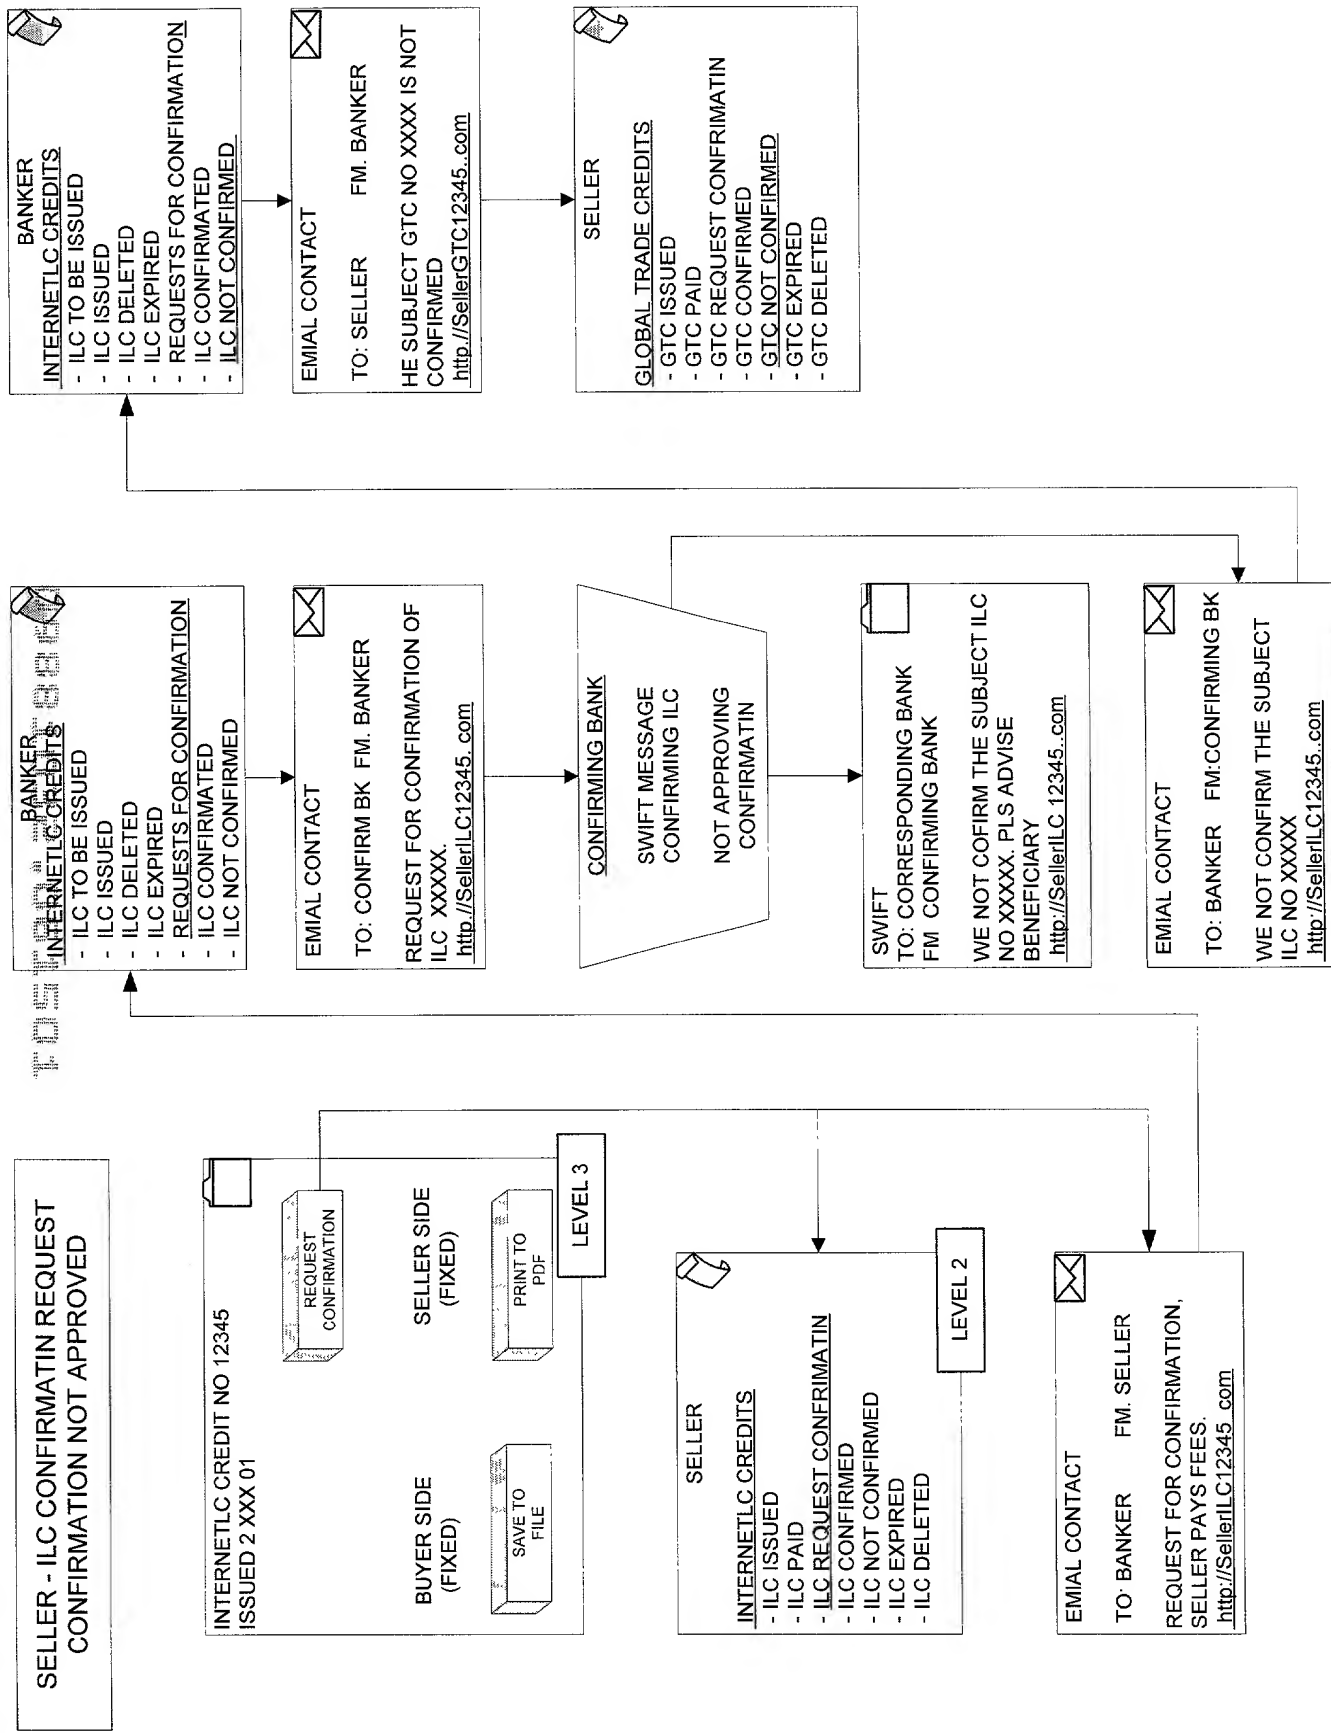 SELLER - ILC CONFIRMATIN REQUEST
CONFIRMATION NOT APPROVED
INTERNETLC CREDIT NO 12345
ISSUED 2 XXX 01
REQUEST
CONFIRMATION
BUYER SIDE
(FIXED)
SELLER SIDE
(FIXED)
SAVE TO
FILE
PRINT TO
PDF
LEVEL 3
SELLER
INTERNETLC CREDITS
- ILC ISSUED
- ILC PAID
- ILC REQUEST CONFRIMATIN
- ILC CONFIRMED
- ILC NOT CONFIRMED
- ILC EXPIRED
- ILC DELETED
LEVEL 2
EMIAL CONTACT
TO: BANKER FM. SELLER
REQUEST FOR CONFIRMATION,
SELLER PAYS FEES.
http://SellerILC12345 com
BANKER
INTERNETLC CREDITS
- ILC TO BE ISSUED
- ILC ISSUED
- ILC DELETED
- ILC EXPIRED
- REQUESTS FOR CONFIRMATION
- ILC CONFIRMATED
- ILC NOT CONFIRMED
EMIAL CONTACT
TO: CONFIRM BK FM. BANKER
REQUEST FOR CONFIRMATION OF
ILC XXXXX.
http.//SellerILC12345. com
CONFIRMING BANK
SWIFT MESSAGE
CONFIRMING ILC
NOT APPROVING
CONFIRMATIN
SWIFT
TO: CORRESPONDING BANK
FM CONFIRMING BANK
WE NOT COFIRM THE SUBJECT ILC
NO XXXXX. PLS ADVISE
BENEFICIARY
http://SellerILC 12345..com
EMIAL CONTACT
TO: BANKER FM:CONFIRMING BK
WE NOT CONFIRM THE SUBJECT
ILC NO XXXXX
http://SellerILC12345..com
BANKER
INTERNETLC CREDITS
- ILC TO BE ISSUED
- ILC ISSUED
- ILC DELETED
- ILC EXPIRED
- REQUESTS FOR CONFIRMATION
- ILC CONFIRMATED
- ILC NOT CONFIRMED
EMIAL CONTACT
TO: SELLER FM. BANKER
HE SUBJECT GTC NO XXXX IS NOT
CONFIRMED
http.//SellerGTC12345..com
SELLER
GLOBAL TRADE CREDITS
- GTC ISSUED
- GTC PAID
- GTC REQUEST CONFRIMATIN
- GTC CONFIRMED
- GTC NOT CONFIRMED
- GTC EXPIRED
- GTC DELETED